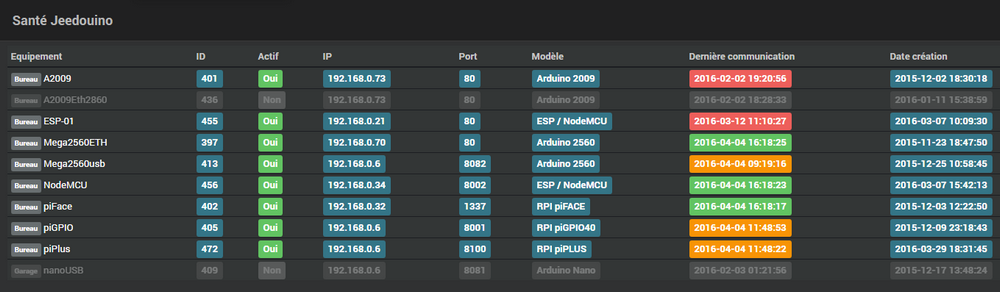 Santé Jeedouino
Equipement ID Actif IP Port Modèle Dernière communication Date création
Bureau A2009 401 Oui 192.168.0.73 80 Arduino 2009 2016-02-02 19:20:56 2015-12-02 18:30:18
Bureau A2009Eth2860 436 Non 192.168.0.73 80 Arduino 2009 2016-02-02 18:28:33 2016-01-11 15:38:59
Bureau ESP-01 455 Oui 192.168.0.21 80 ESP / NodeMCU 2016-03-12 11:10:27 2016-03-07 10:09:30
Bureau Mega2560ETH 397 Oui 192.168.0.70 80 Arduino 2560 2016-04-04 16:18:25 2015-11-23 18:47:50
Bureau Mega2560usb 413 Oui 192.168.0.6 8082 Arduino 2560 2016-04-04 09:19:16 2015-12-25 10:58:45
Bureau NodeMCU 456 Oui 192.168.0.34 8002 ESP / NodeMCU 2016-04-04 16:18:23 2016-03-07 15:42:13
Bureau piFace 402 Oui 192.168.0.32 1337 RPI piFACE 2016-04-04 16:18:17 2015-12-03 12:22:50
Bureau piGPIO 405 Oui 192.168.0.6 8001 RPI piGPIO40 2016-04-04 11:48:53 2015-12-09 23:18:43
Bureau piPlus 472 Oui 192.168.0.6 8100 RPI piPLUS 2016-04-04 11:48:22 2016-03-29 18:31:45
Garage nanoUSB 409 Non 192.168.0.6 8081 Arduino Nano 2016-02-03 01:21:56 2015-12-17 13:48:24